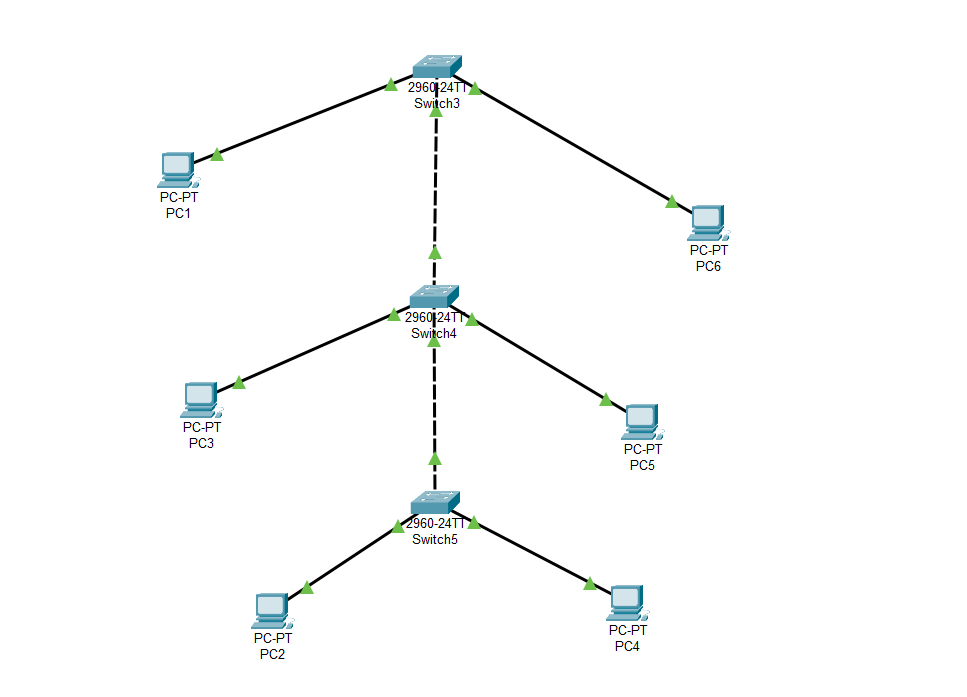 2960-24TT
Switch3
PC-PT
PC1
PC-PT
PC6
2960-24TT
Switch4
PC-PT
PC3
PC-PT
PC5
2960-24TT
Switch5
PC-PT
PC2
PC-PT
PC4